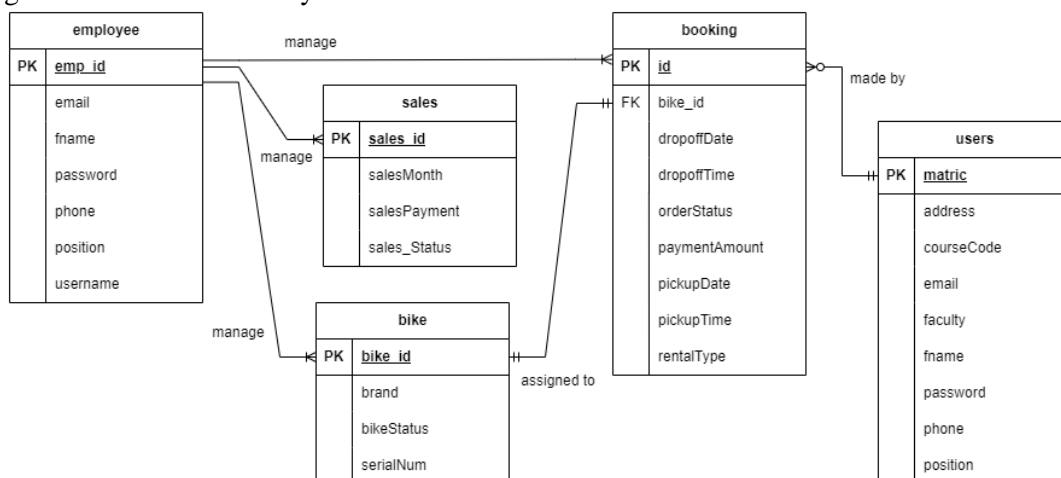 employee
PK emp_id
email
fname
password
phone
position
username
manage
manage
manage
sales
PK sales_id
salesMonth
salesPayment
sales_Status
bike
PK bike_id
brand
bikeStatus
serialNum
assigned to
booking
PK id
FK bike_id
dropoffDate
dropoffTime
orderStatus
paymentAmount
pickupDate
pickupTime
rentalType
made by
users
PK matric
address
courseCode
email
faculty
fname
password
phone
position